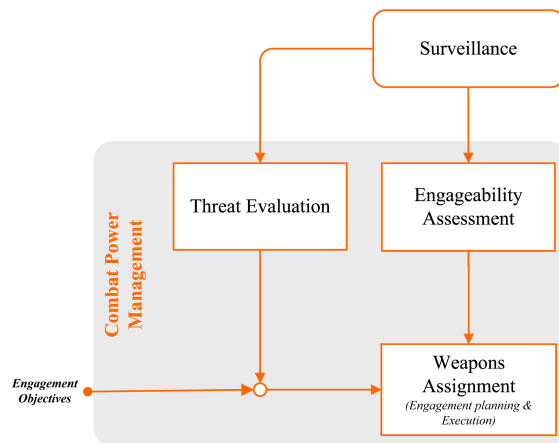 Surveillance
Threat Evaluation
Engageability
Assessment
Combat Power
Management
Engagement
Objectives
Weapons
Assignment
(Engagement planning &
Execution)